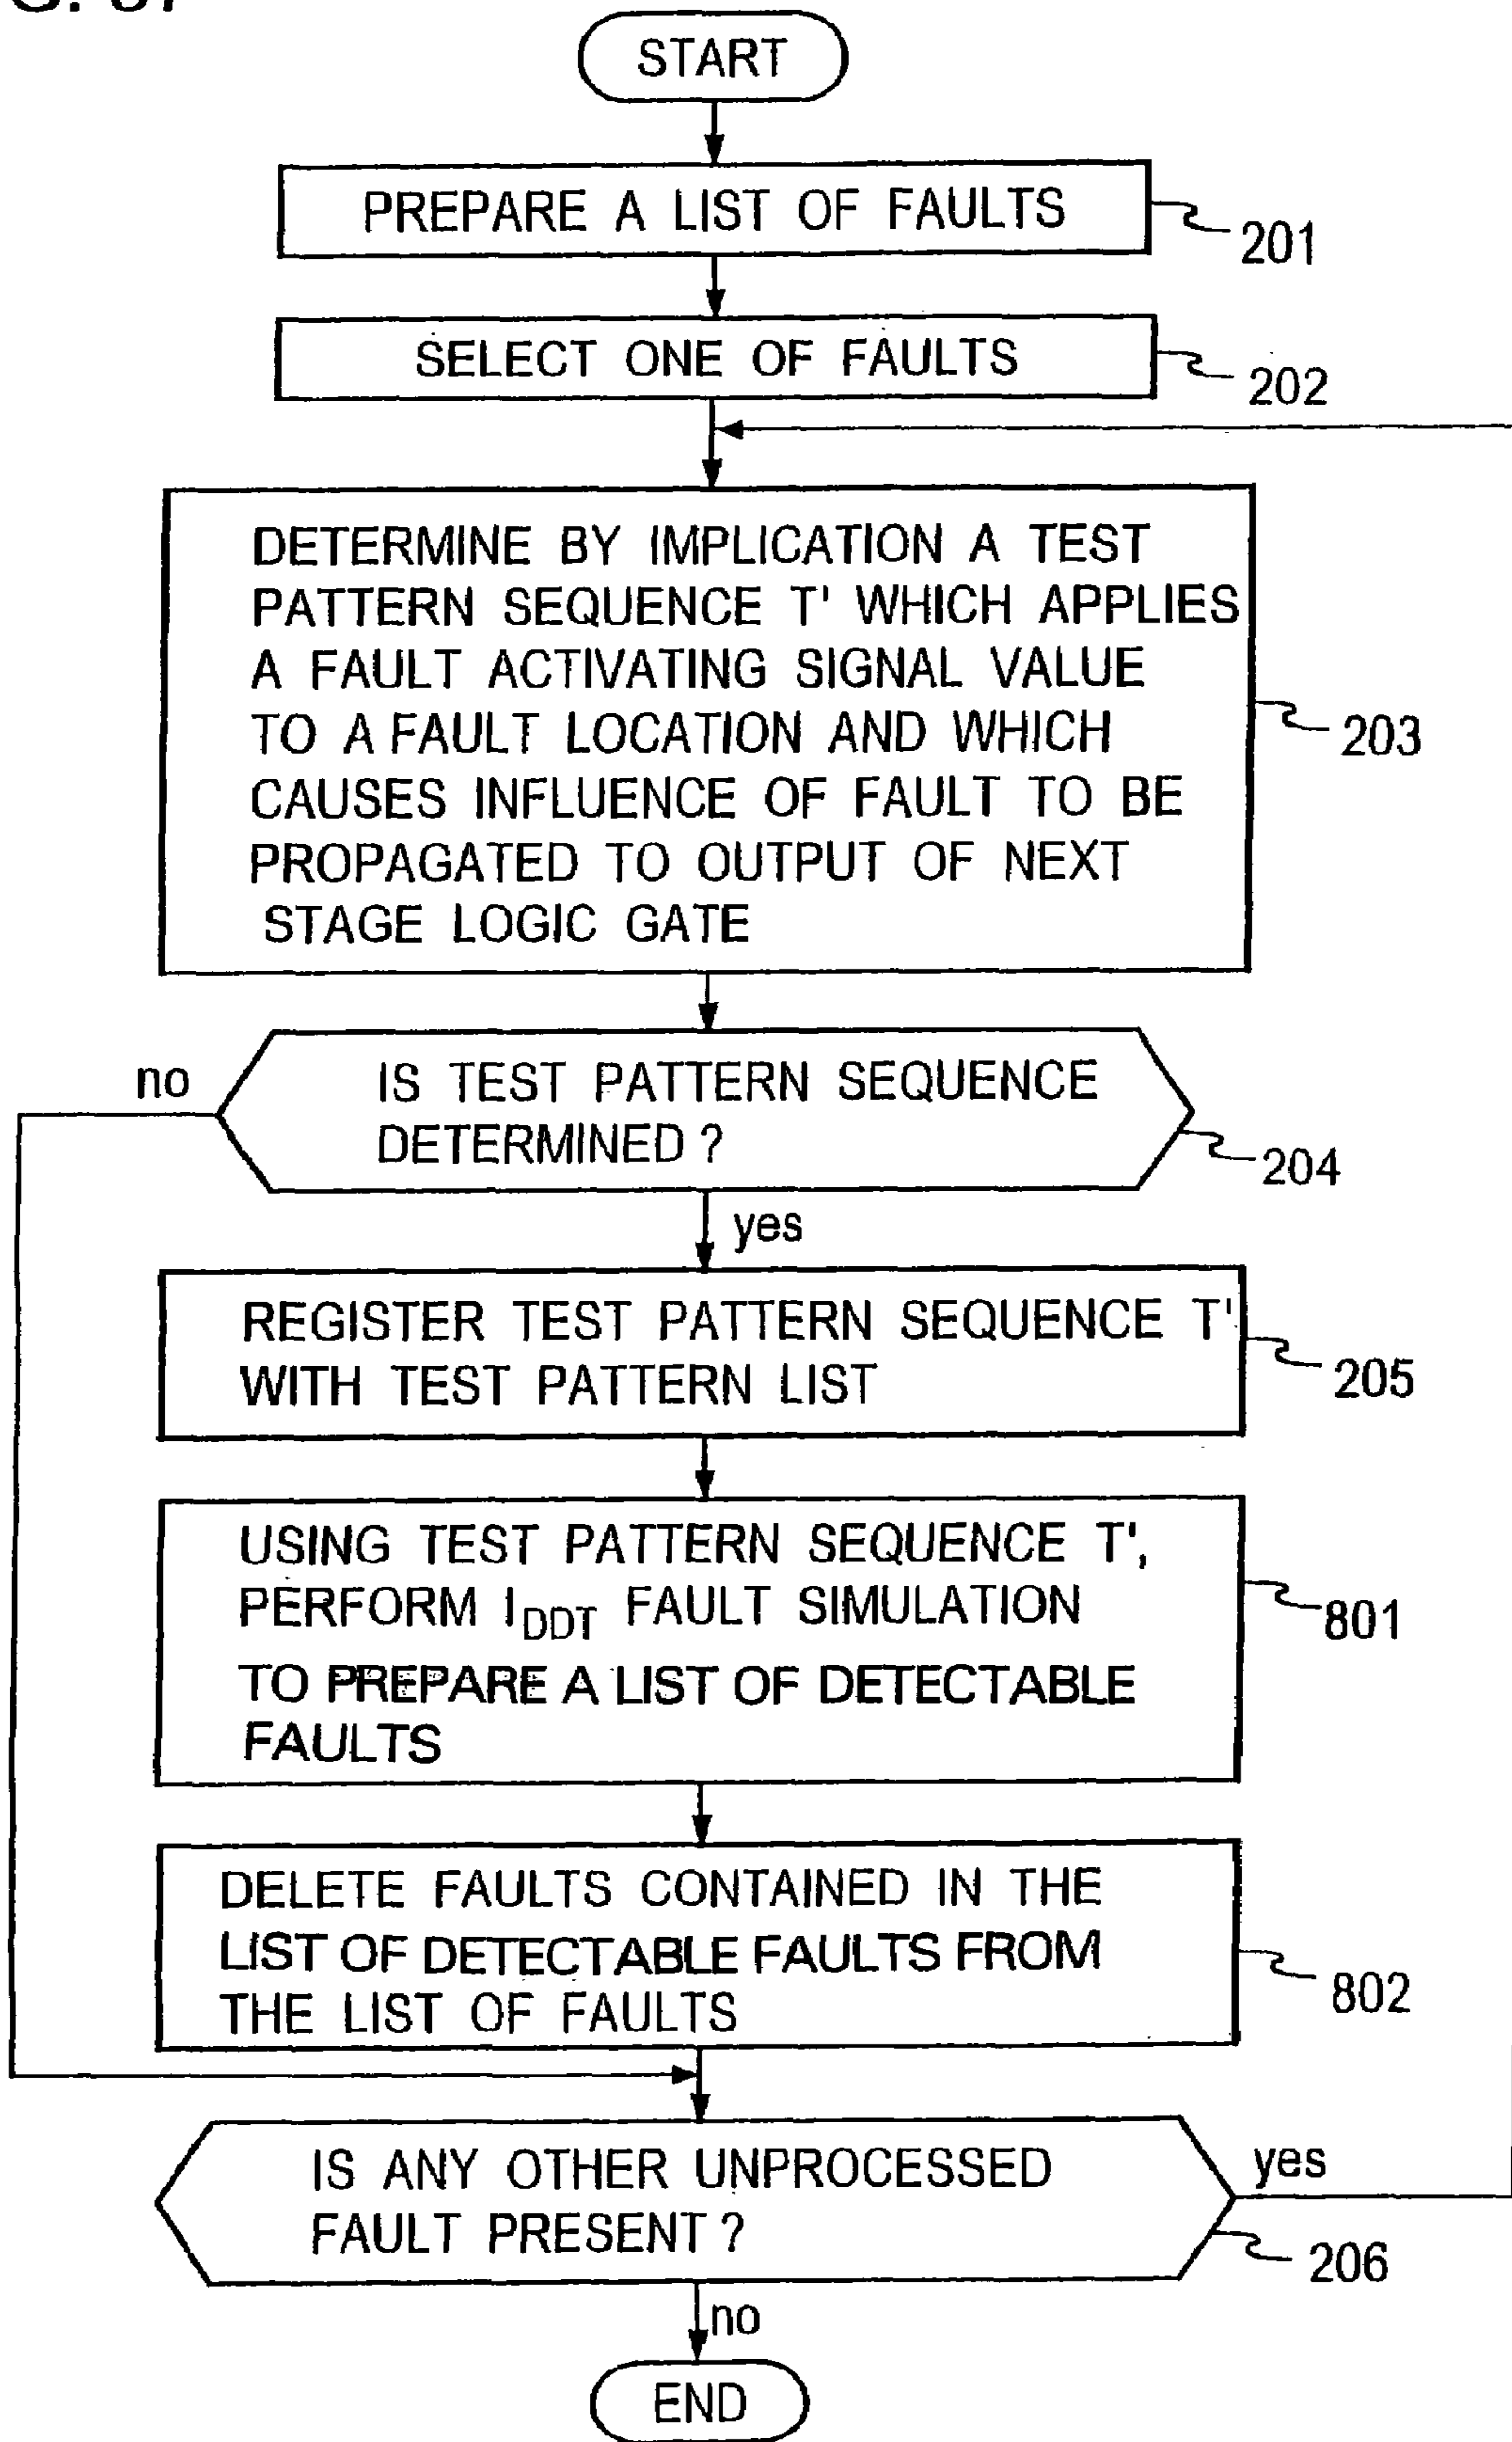 START
PREPARE A LIST OF FAULTS
201
SELECT ONE OF FAULTS
202
DETERMINE BY IMPLICATION A TEST
PATTERN SEQUENCE T' WHICH APPLIES
A FAULT ACTIVATING SIGNAL VALUE
TO A FAULT LOCATION AND WHICH
CAUSES INFLUENCE OF FAULT TO BE
PROPAGATED TO OUTPUT OF NEXT
STAGE LOGIC GATE
203
no
IS TEST PATTERN SEQUENCE
DETERMINED ?
204
yes
REGISTER TEST PATTERN SEQUENCE T'
WITH TEST PATTERN LIST
205
USING TEST PATTERN SEQUENCE T',
PERFORM IDDT FAULT SIMULATION
TO PREPARE A LIST OF DETECTABLE
FAULTS
801
DELETE FAULTS CONTAINED IN THE
LIST OF DETECTABLE FAULTS FROM
THE LIST OF FAULTS
802
IS ANY OTHER UNPROCESSED
FAULT PRESENT ?
yes
206
no
END